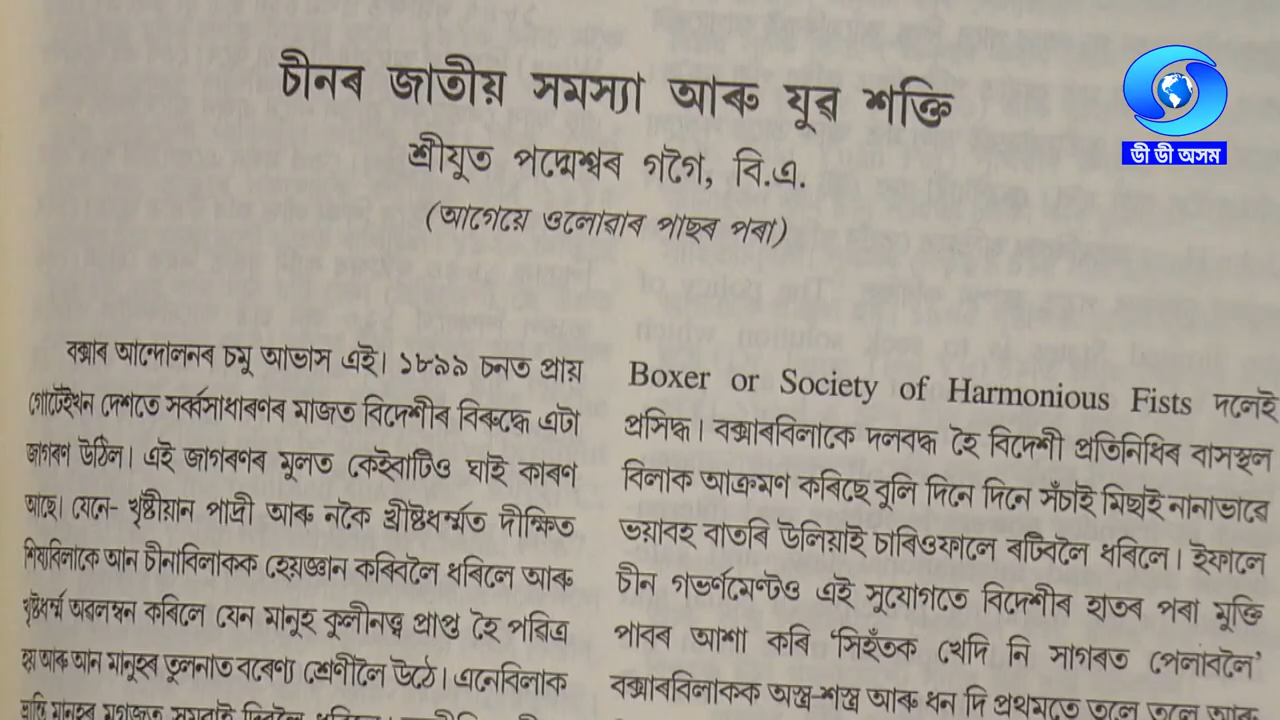 চীনৰ জাতীয় সমস্যা আৰু যুৱ শক্তি
শ্ৰীযুত পদ্মেশ্বৰ গগৈ, বি.এ.
(আগেয়ে ওলোৱাৰ পাছৰ পৰা)
ডী ডী অসম
বক্সাৰ আন্দোলনৰ চমু আভাস এই। ১৮৯৯ চনত প্ৰায়
গোটেইখন দেশতে সৰ্ব্বসাধাৰণৰ মাজত বিদেশীৰ বিৰুদ্ধে এটা
জাগৰণ উঠিল। এই জাগৰণৰ মূলত কেইবাটিও ঘাই কাৰণ
আছে। যেনে- খৃষ্টীয়ান পাদ্ৰী আৰু নকৈ খ্ৰীষ্টধৰ্ম্মত দীক্ষিত
শিষ্যবিলাকে আন চীনাবিলাকক হেয়জ্ঞান কৰিবলৈ ধৰিলে আৰু
খৃষ্টধৰ্ম্ম অৱলম্বন কৰিলে যেন মানুহ কুলীনত্ব প্ৰাপ্ত হৈ পৱিত্ৰ
হয় আৰু আন মানুহৰ তুলনাত বৰেণ্য শ্ৰেণীলৈ উঠে। এনেবিলাক
মানুহৰ মগজত
Boxer or Society of Harmonious Fists দলেই
প্ৰসিদ্ধ। বক্সাৰবিলাকে দলবদ্ধ হৈ বিদেশী প্ৰতিনিধিৰ বাসস্থল
বিলাক আক্ৰমণ কৰিছে বুলি দিনে দিনে সঁচাই মিছাই নানাভাৱে
ভয়াবহ বাতৰি উলিয়াই চাৰিওফালে ৰটিবলৈ ধৰিলে। ইফালে
চীন গভৰ্ণমেণ্টও এই সুযোগতে বিদেশীৰ হাতৰ পৰা মুক্তি
পাবৰ আশা কৰি ‘সিহঁতক খেদি নি সাগৰত পেলাবলৈ’
বক্সাৰবিলাকক অস্ত্ৰ-শস্ত্ৰ আৰু ধন দি প্ৰথমতে তলে তলে আৰু